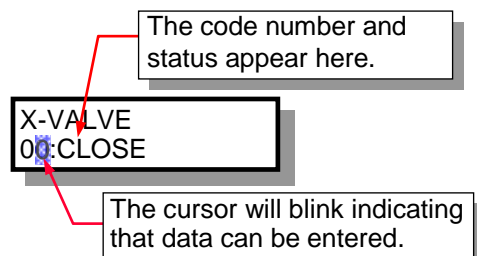 The code number and
status appear here.
X-VALVE
00:CLOSE
The cursor will blink indicating
that data can be entered.